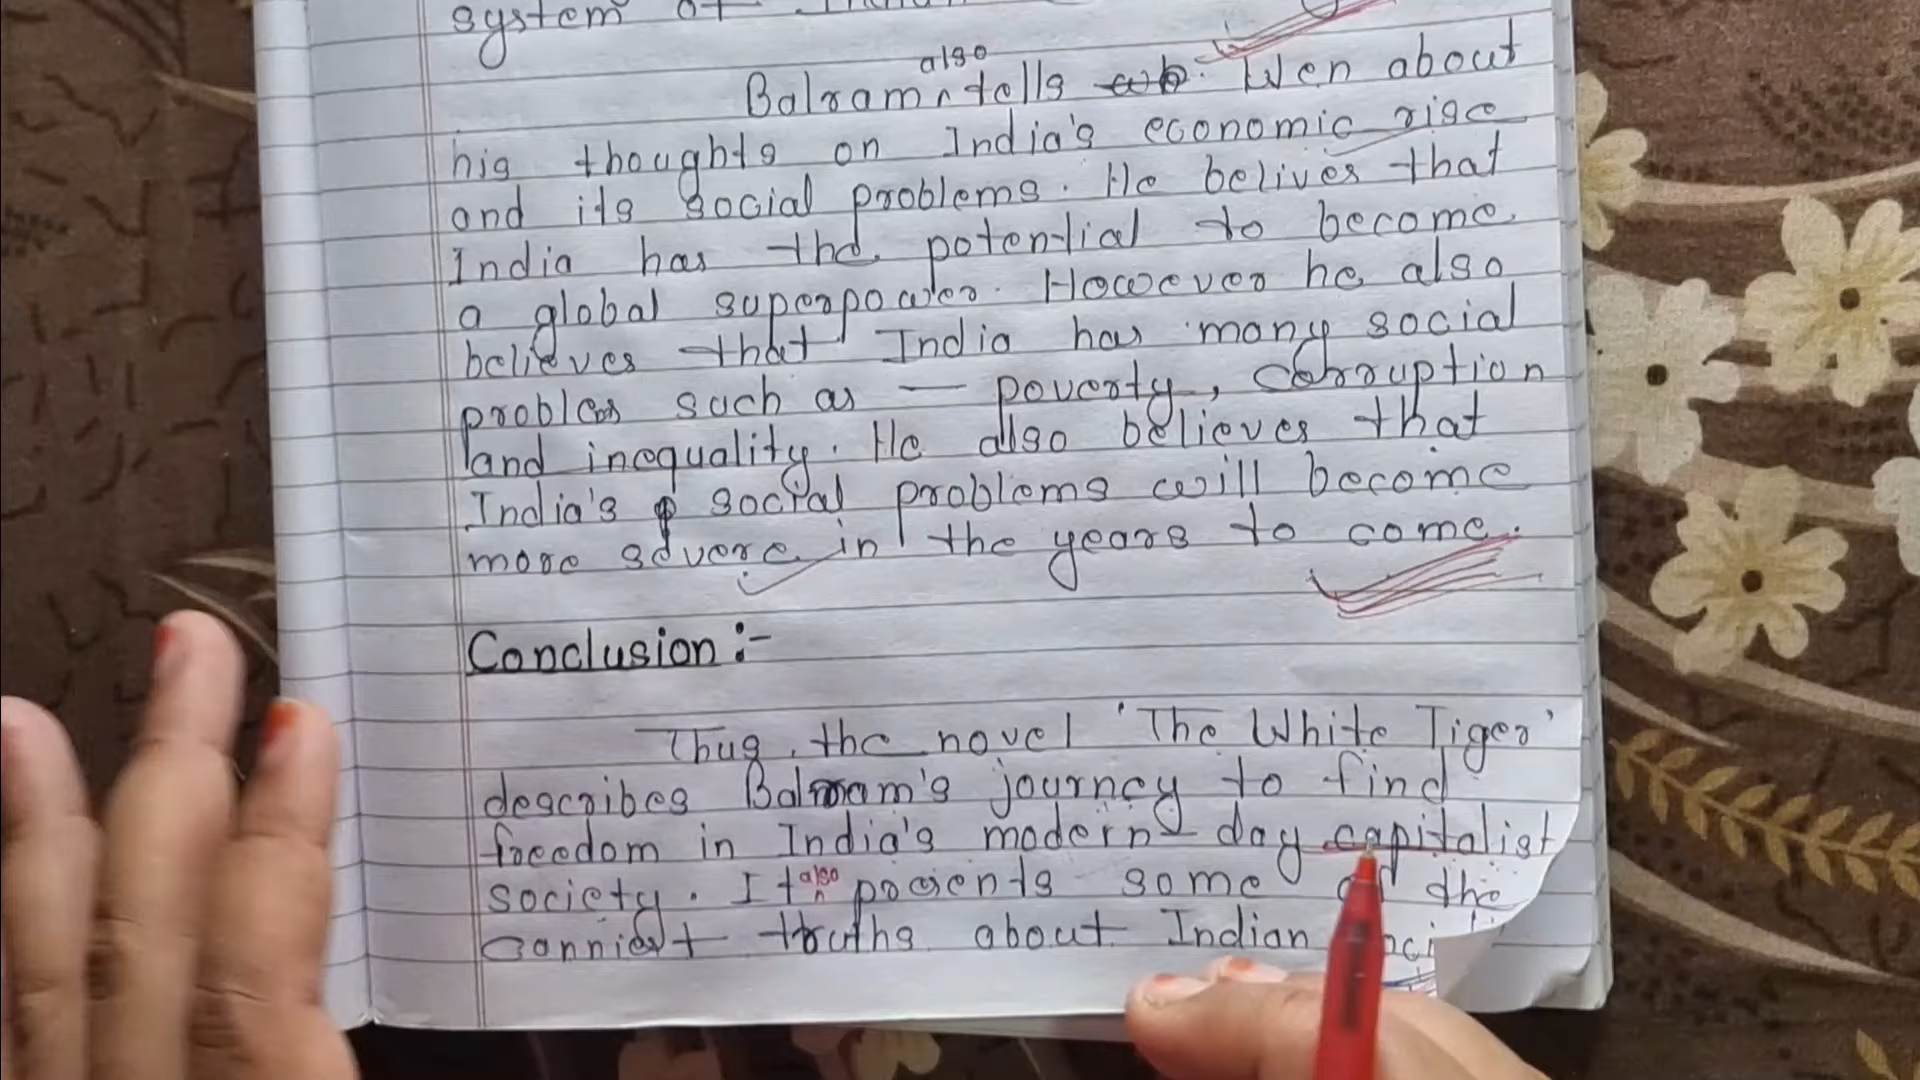 system of
Balram also tells Wen about
his thoughts on India's economic rise
and its social problems. He belives that
India has the potential to become
a global superpower. However he also
believes that India has many social
problems such as — poverty, corruption
and inequality. He also believes that
India's social problems will become
more severe in the years to come.
Conclusion :-
Thus, the novel 'The White Tiger'
describes Balram's journey to find
freedom in India's modern day capitalist
society. It also presents some of the
truths about Indian